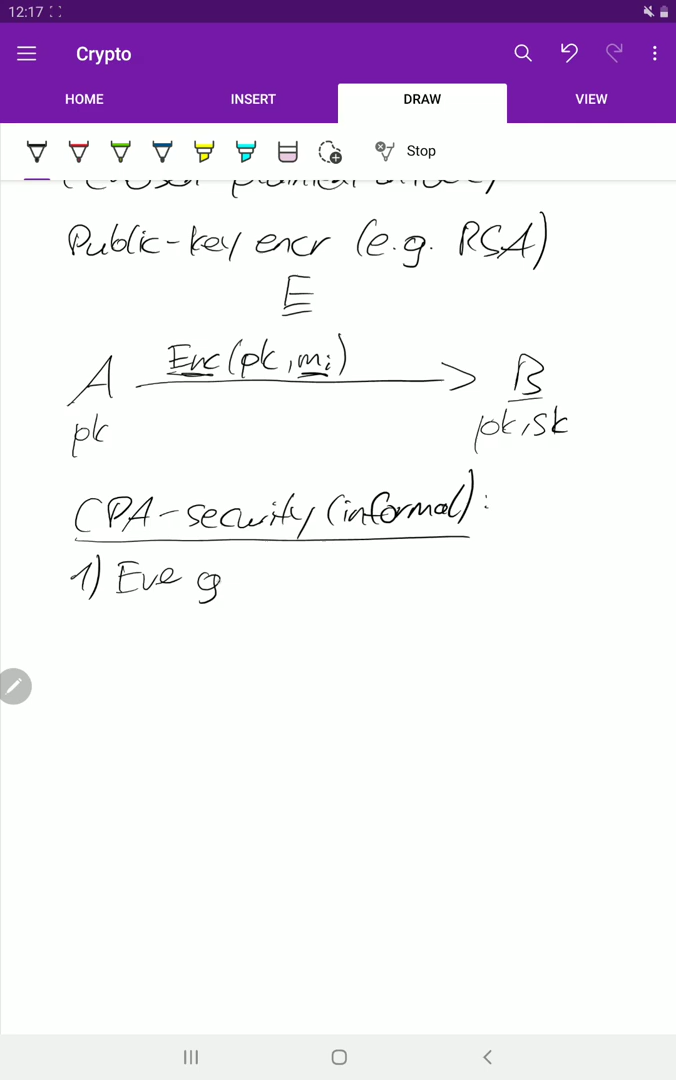 12:17
Crypto
HOME INSERT DRAW VIEW
Stop
Public-key encr (e.g. RSA)
E
Enc(pk, mi)
A B
pk pk, sk
CPA-security (informal):
1) Eve g